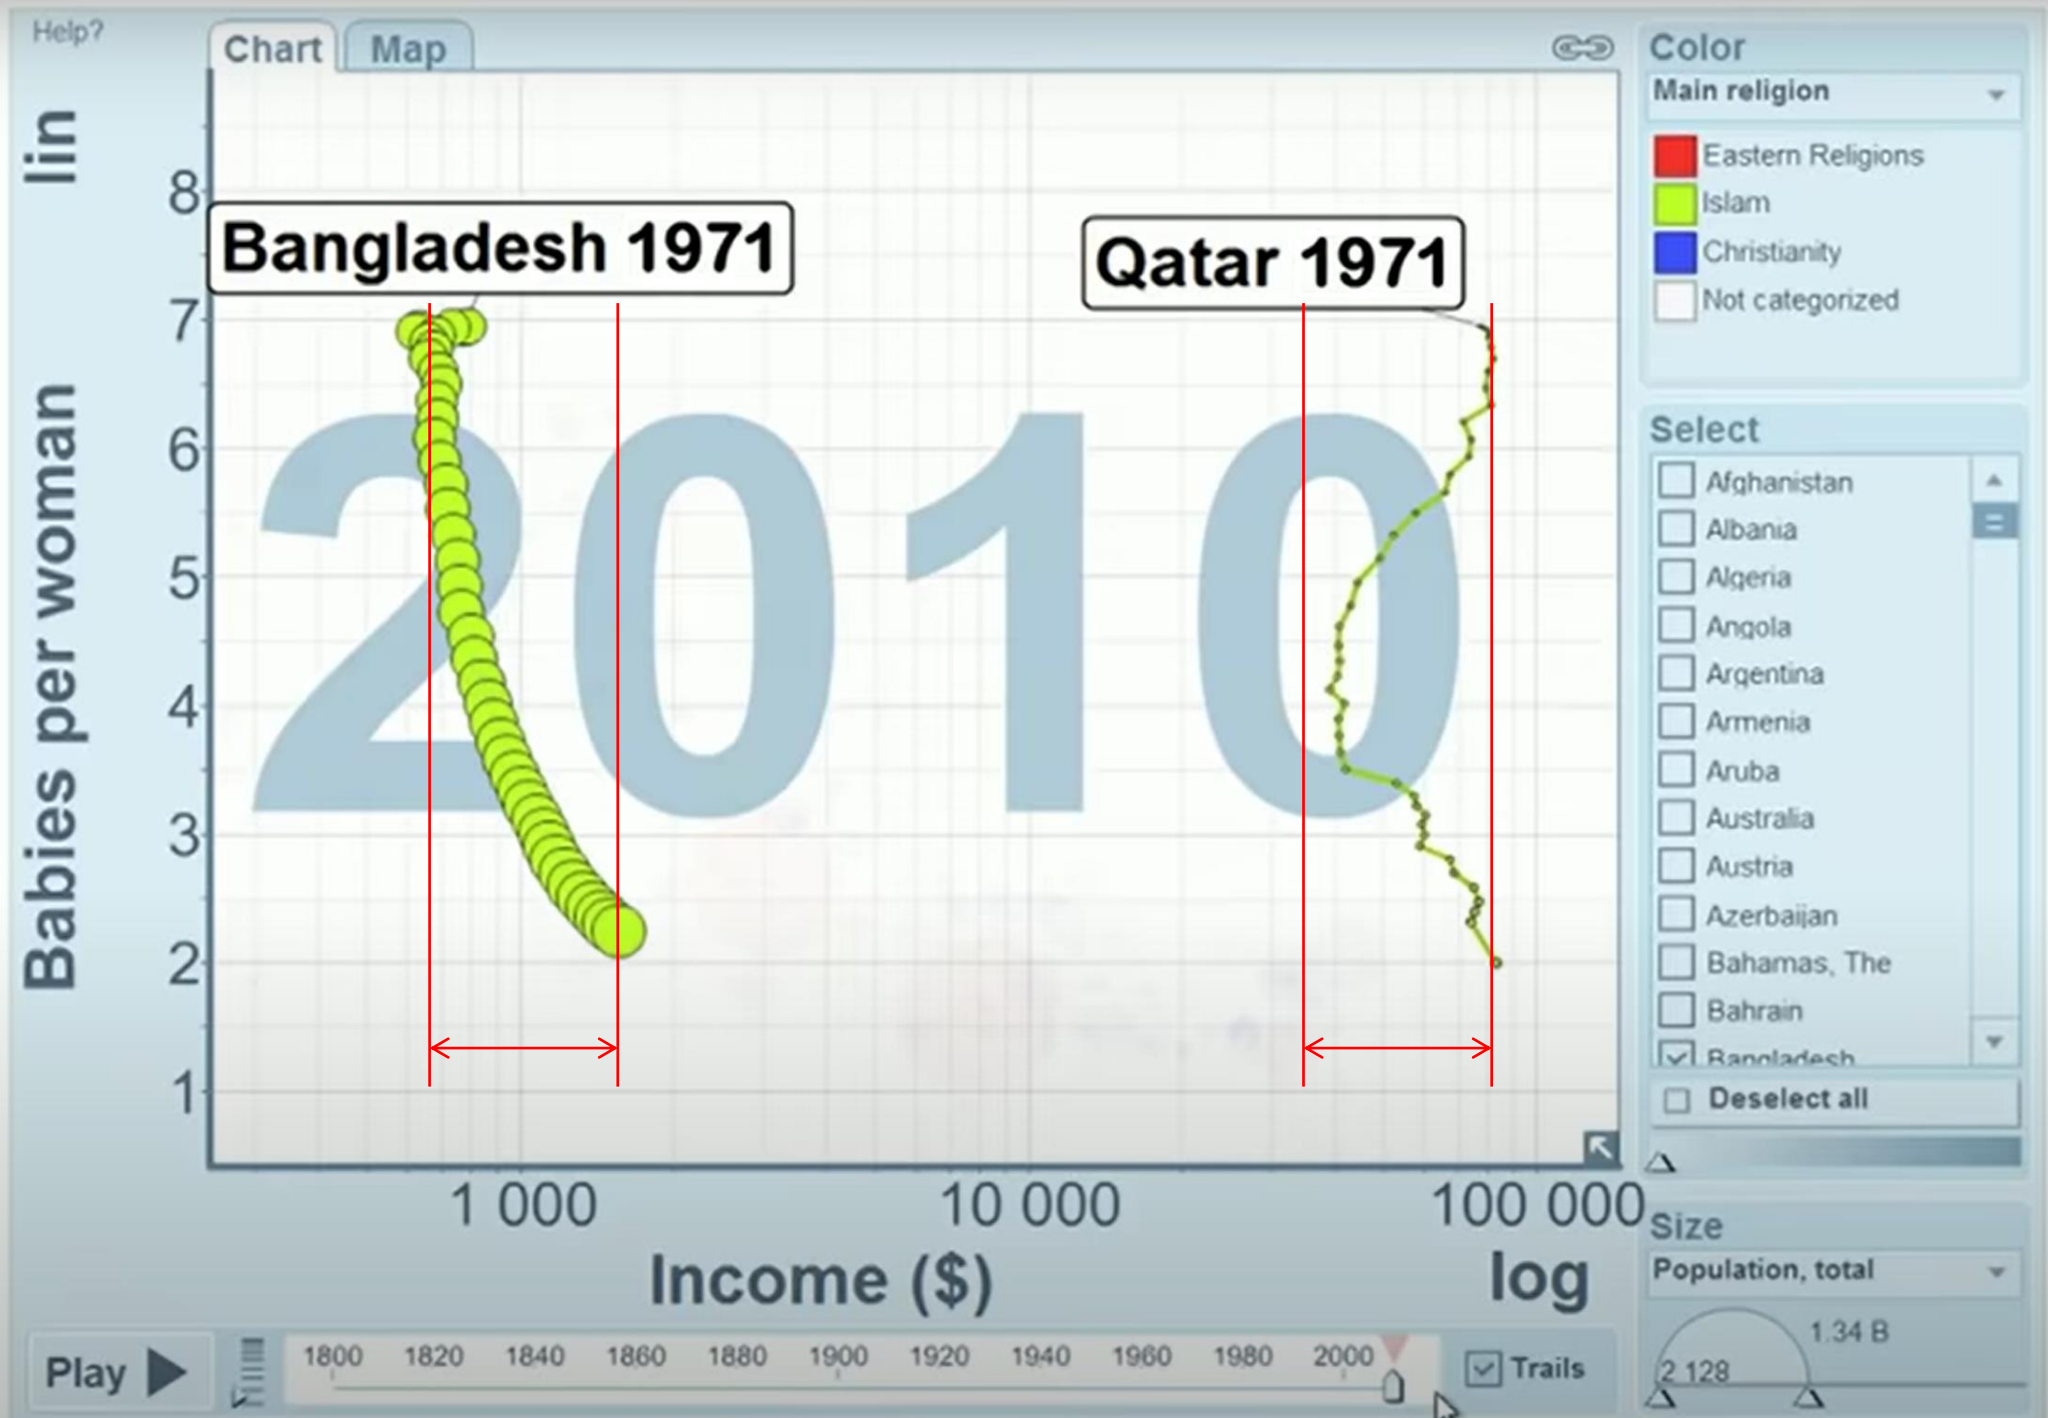 Help?
Chart
Map
lin
Babies per woman
8
7
6
5
4
3
2
1
Bangladesh 1971
Qatar 1971
2010
1 000
10 000
100 000
Income ($)
log
Play
1800
1820
1840
1860
1880
1900
1920
1940
1960
1980
2000
Trails
Color
Main religion
Eastern Religions
Islam
Christianity
Not categorized
Select
Afghanistan
Albania
Algeria
Angola
Argentina
Armenia
Aruba
Australia
Austria
Azerbaijan
Bahamas, The
Bahrain
Bangladesh
Deselect all
Size
Population, total
1.34 B
2 128